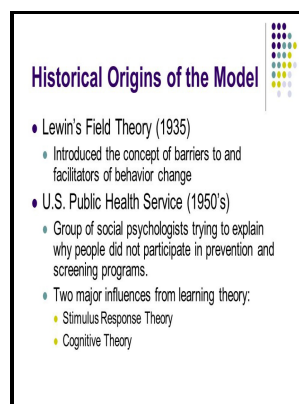 Historical Origins of the Model
Lewin's Field Theory (1935)
Introduced the concept of barriers to and
facilitators of behavior change
U.S. Public Health Service (1950's)
Group of social psychologists trying to explain
why people did not participate in prevention and
screening programs.
Two major influences from learning theory:
Stimulus Response Theory
Cognitive Theory